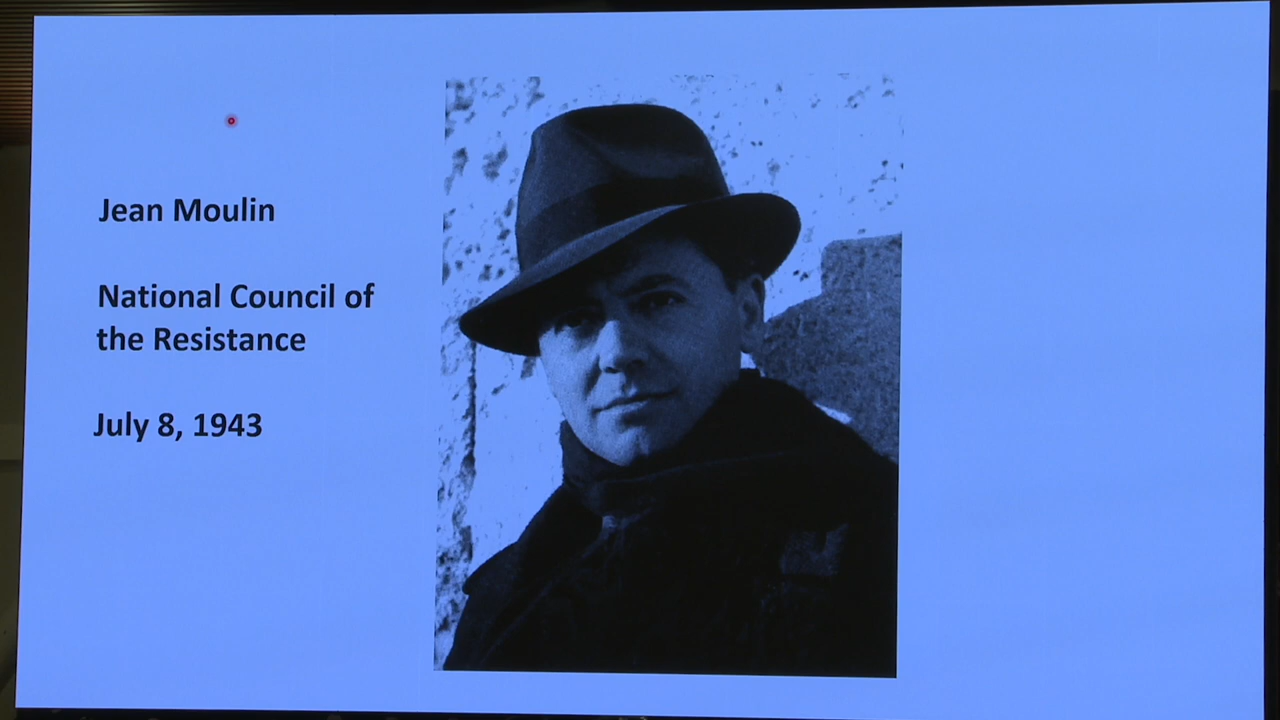 Jean Moulin
National Council of
the Resistance
July 8, 1943